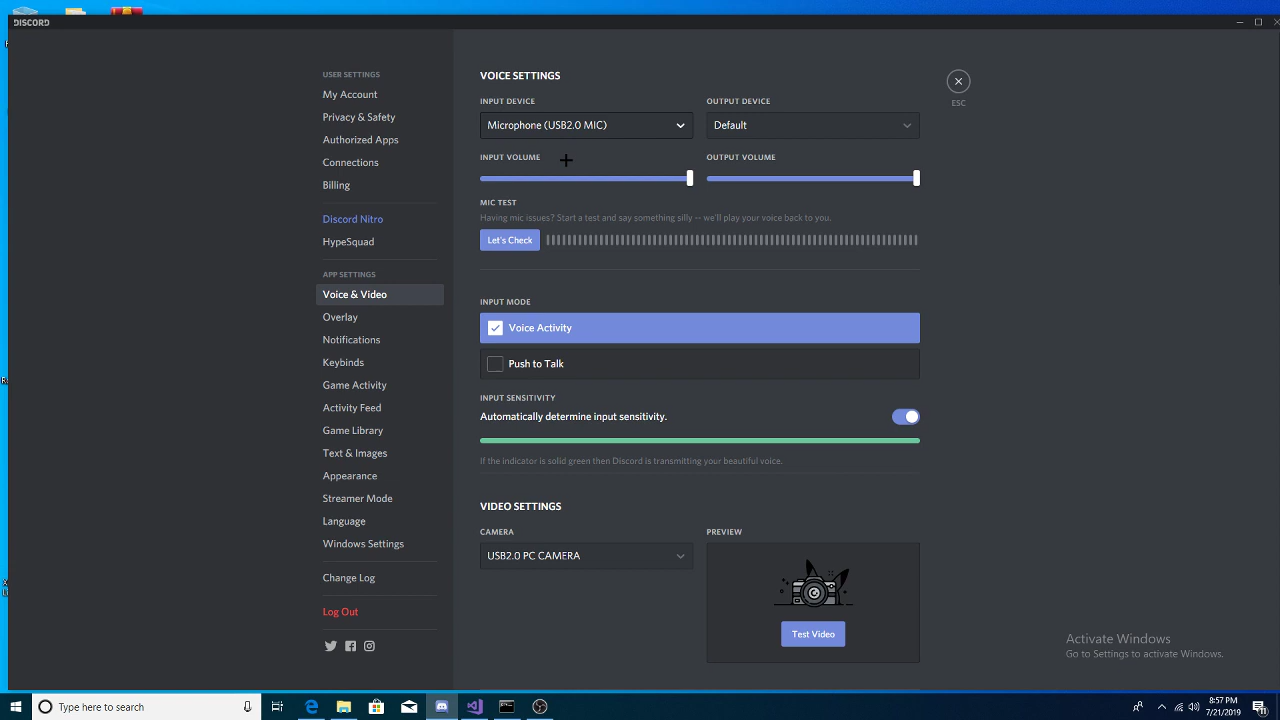 DISCORD
USER SETTINGS
My Account
Privacy & Safety
Authorized Apps
Connections
Billing
Discord Nitro
HypeSquad
APP SETTINGS
Voice & Video
Overlay
Notifications
Keybinds
Game Activity
Activity Feed
Game Library
Text & Images
Appearance
Streamer Mode
Language
Windows Settings
Change Log
Log Out
VOICE SETTINGS
INPUT DEVICE
Microphone (USB2.0 MIC)
OUTPUT DEVICE
Default
INPUT VOLUME
OUTPUT VOLUME
MIC TEST
Having mic issues? Start a test and say something silly — we'll play your voice back to you.
Let's Check
INPUT MODE
Voice Activity
Push to Talk
INPUT SENSITIVITY
Automatically determine input sensitivity.
If the indicator is solid green then Discord is transmitting your beautiful voice.
VIDEO SETTINGS
CAMERA
USB2.0 PC CAMERA
PREVIEW
Test Video
ESC
Activate Windows
Go to Settings to activate Windows.
Type here to search
8:57 PM
7/21/2019